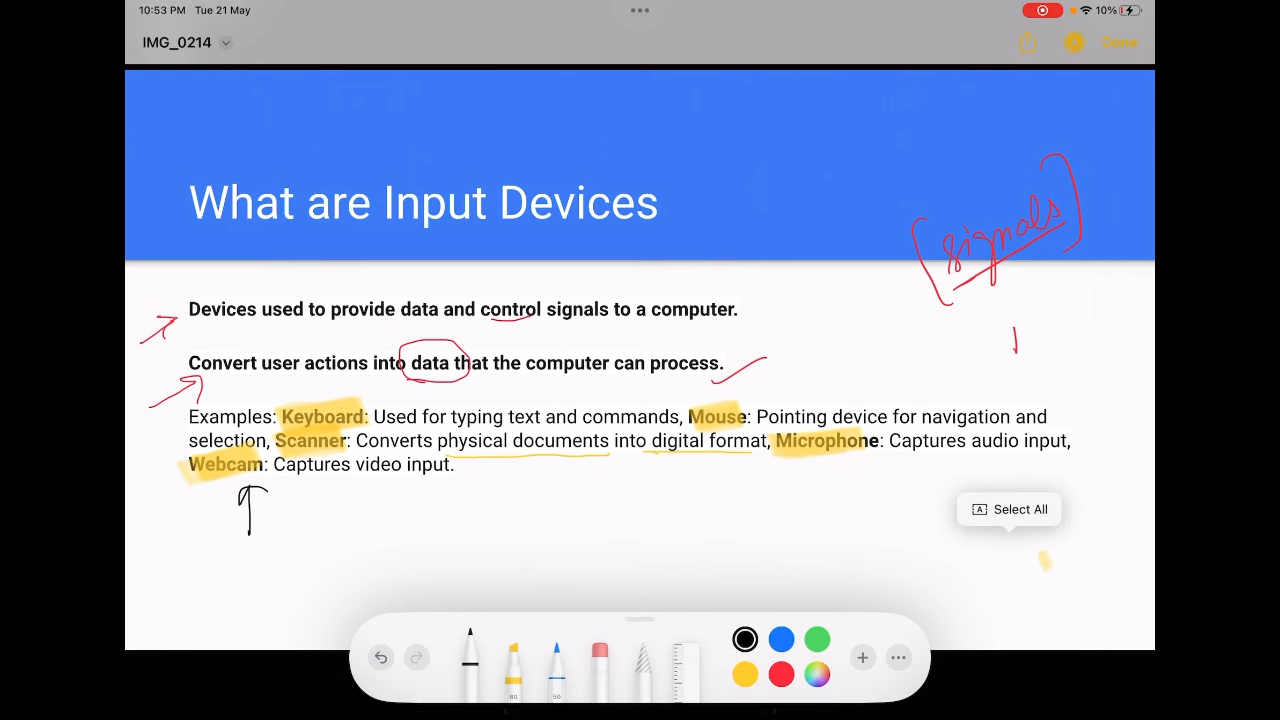 10:53 PM Tue 21 May
10%
IMG_0214
Done
What are Input Devices
[signals]
Devices used to provide data and control signals to a computer.
Convert user actions into data that the computer can process.
Examples: Keyboard: Used for typing text and commands, Mouse: Pointing device for navigation and
selection, Scanner: Converts physical documents into digital format, Microphone: Captures audio input,
Webcam: Captures video input.
Select All
80
50